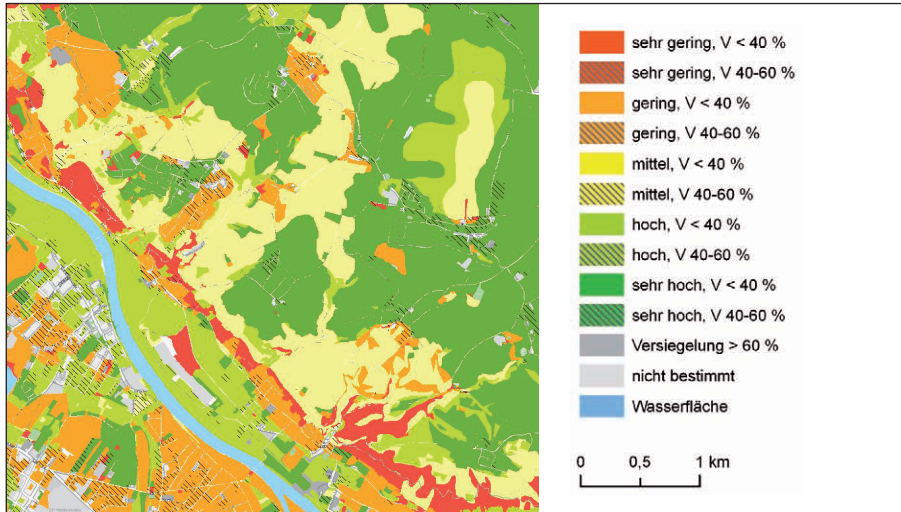 sehr gering, V < 40 %
sehr gering, V 40-60 %
gering, V < 40 %
gering, V 40-60 %
mittel, V < 40 %
mittel, V 40-60 %
hoch, V < 40 %
hoch, V 40-60 %
sehr hoch, V < 40 %
sehr hoch, V 40-60 %
Versiegelung > 60 %
nicht bestimmt
Wasserfläche
0 0,5 1 km